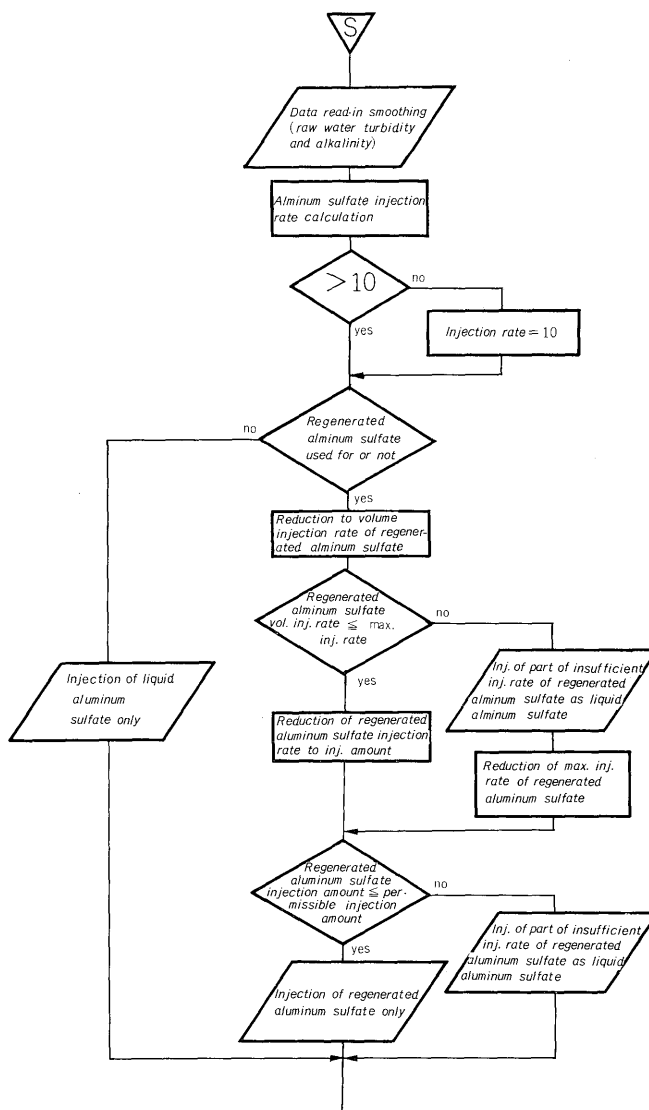 S
Data read-in smoothing
(raw water turbidity
and alkalinity)
Alminum sulfate injection
rate calculation
>10
no
yes
Injection rate = 10
Regenerated
alminum sulfate
used for or not
no
yes
Reduction to volume
injection rate of regener-
ated alminum sulfate
Regenerated
alminum sulfate
vol. inj. rate ≦ max.
inj. rate
no
yes
Injection of liquid
aluminum
sulfate only
Reduction of regenerated
aluminum sulfate injection
rate to inj. amount
Inj. of part of insufficient
inj. rate of regenerated
alminum sulfate as liquid
alminum sulfate
Reduction of max. inj.
rate of regenerated
aluminum sulfate
Regenerated
aluminum sulfate
injection amount ≦ per-
missible injection
amount
no
yes
Inj. of part of insufficient
inj. rate of regenerated
aluminum sulfate as liquid
aluminum sulfate
Injection of regenerated
aluminum sulfate only